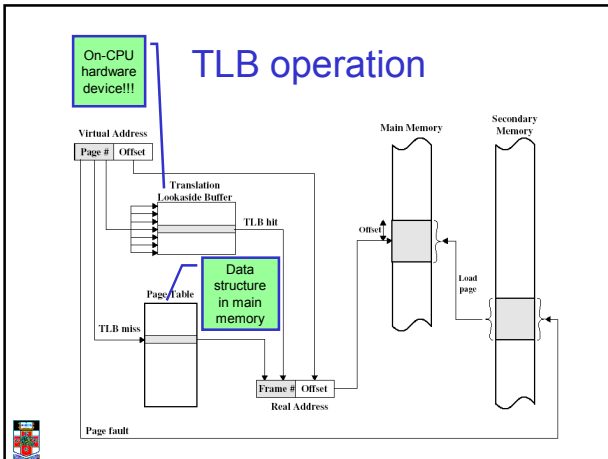 TLB operation
On-CPU
hardware
device!!!
Virtual Address
Page #
Offset
Translation
Lookaside Buffer
TLB hit
Main Memory
Secondary
Memory
Offset
Load
page
Page Table
Data
structure
in main
memory
TLB miss
Frame #
Offset
Real Address
Page fault